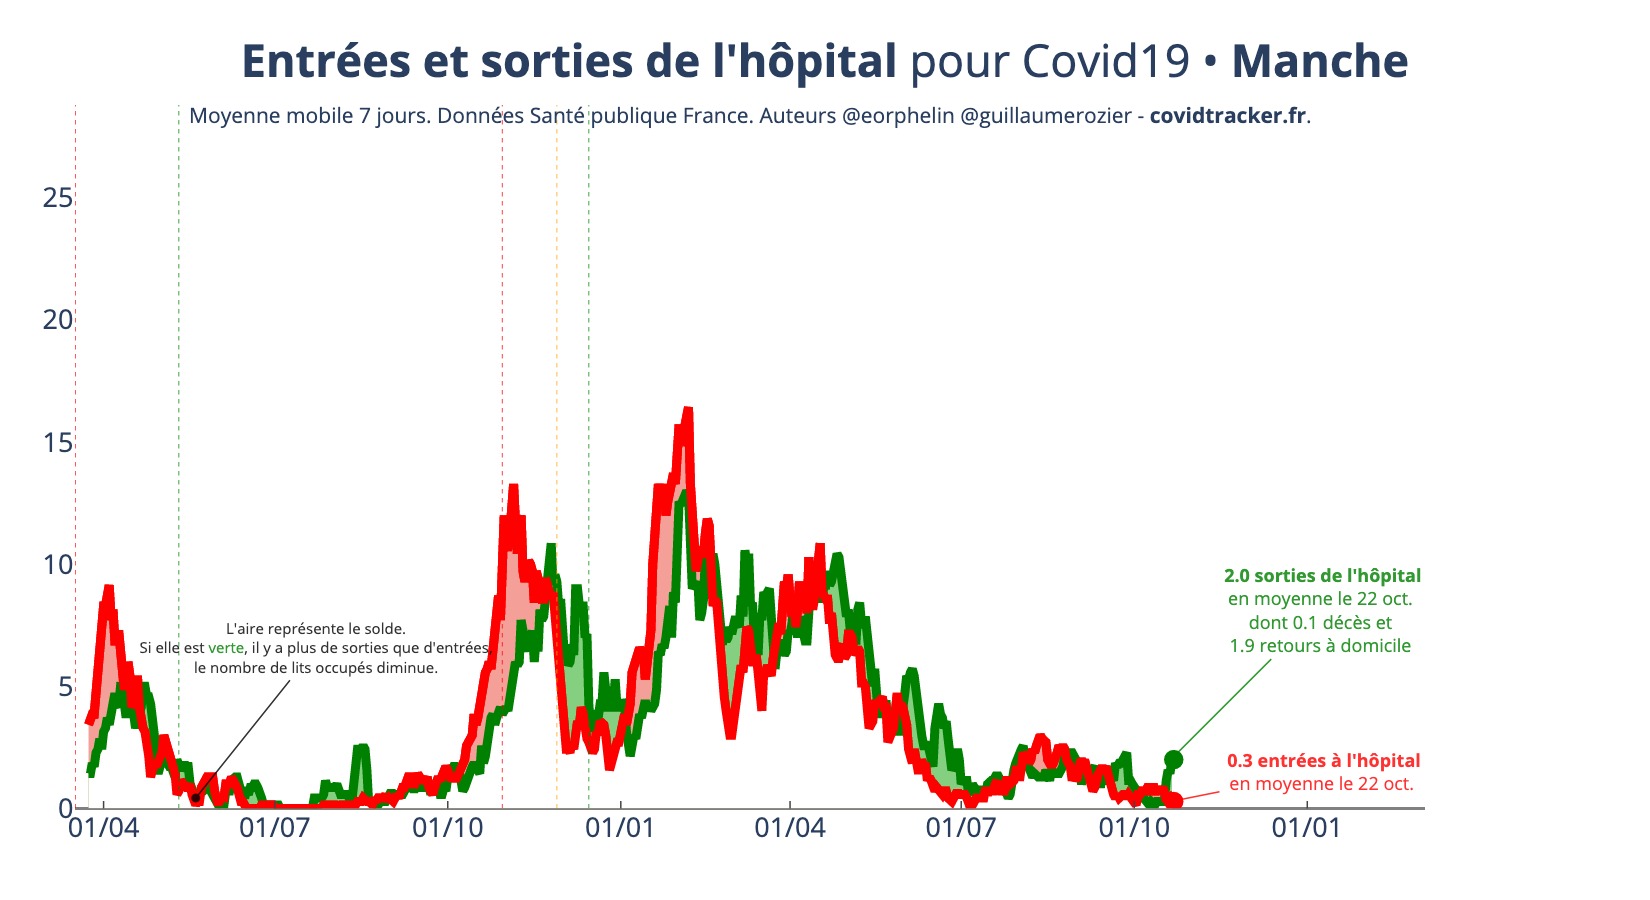 Entrées et sorties de l'hôpital pour Covid19 • Manche
Moyenne mobile 7 jours. Données Santé publique France. Auteurs @eorphelin @guillaumerozier - covidtracker.fr.
25
20
15
10
5
0
L'aire représente le solde.
Si elle est verte, il y a plus de sorties que d'entrées,
le nombre de lits occupés diminue.
2.0 sorties de l'hôpital
en moyenne le 22 oct.
dont 0.1 décès et
1.9 retours à domicile
0.3 entrées à l'hôpital
en moyenne le 22 oct.
01/04 01/07 01/10 01/01 01/04 01/07 01/10 01/01